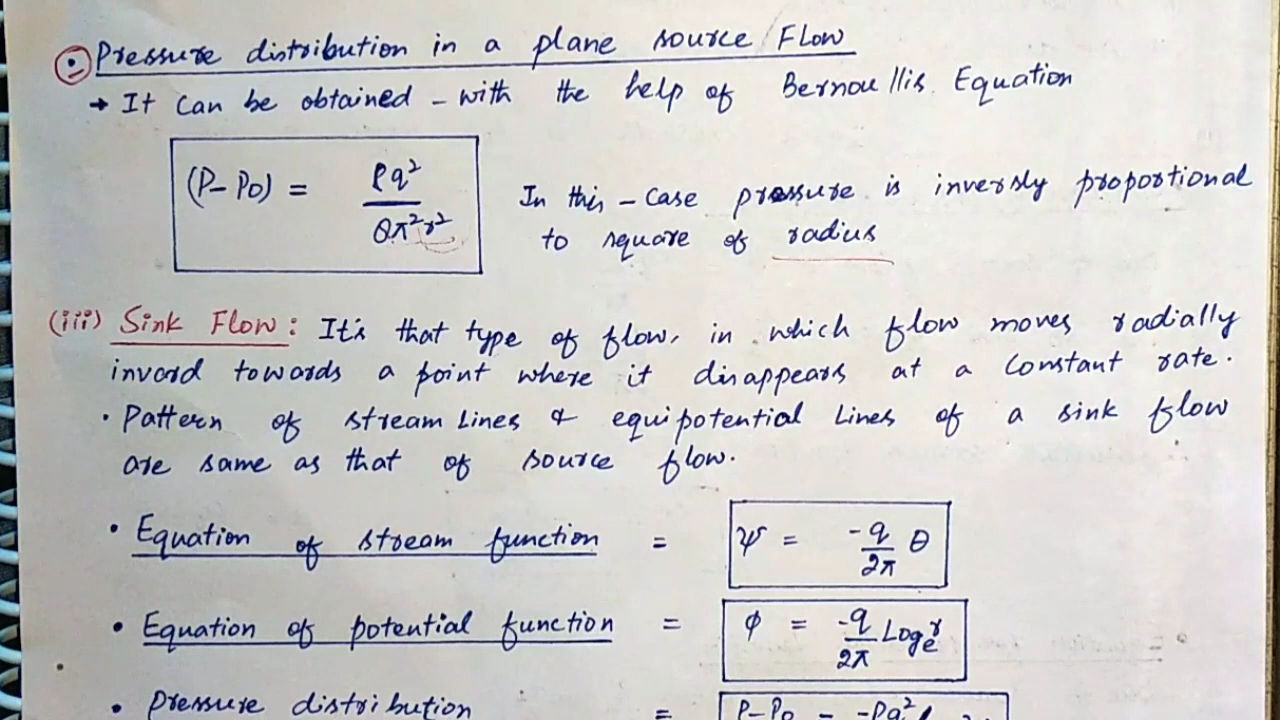 Pressure distribution in a plane source Flow
→ It can be obtained - with the help of Bernoullis Equation
(P- Po) = ρq² / 8π²r²
In this - case pressure is inversly proportional
to square of radius
(iii) Sink Flow: It's that type of flow, in which flow moves radially
inward towards a point where it disappears at a constant rate.
• Pattern of stream Lines & equipotential Lines of a sink flow
are same as that of source flow.
• Equation of stream function = ψ = -q/2π θ
• Equation of potential function = ϕ = -q/2π Logₑr
• Pressure distribution = P-Po = -ρq²